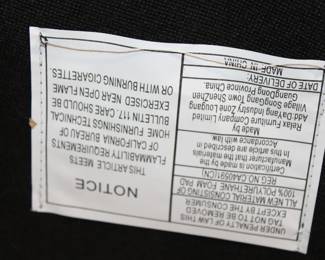 UNDER PENALTY OF LAW THIS
TAG NOT TO BE REMOVED
EXCEPT BY THE CONSUMER
ALL NEW MATERIAL CONSISTING OF
100% POLYURETHANE FOAM PAD
REG.NO CA40591(CN)
Certification is made by the
Manufacturer that the materials
In this article are described in
Accordance with law.
Made by
Relax Furniture Company Limited
Add:DaYang Industry Zone Lugang
Village SongGang Town ShenZhen
GuangDong Province China.
DATE OF DELIVERY:
MADE IN CHINA
NOTICE
THIS ARTICLE MEETS
FLAMMABILITY REQUIREMENTS
OF CALIFORNIA BUREAU OF
HOME FURNISHINGS TECHNICAL
BULLETIN 117. CARE SHOULD BE
EXERCISED NEAR OPEN FLAME
OR WITH BURNING CIGARETTES